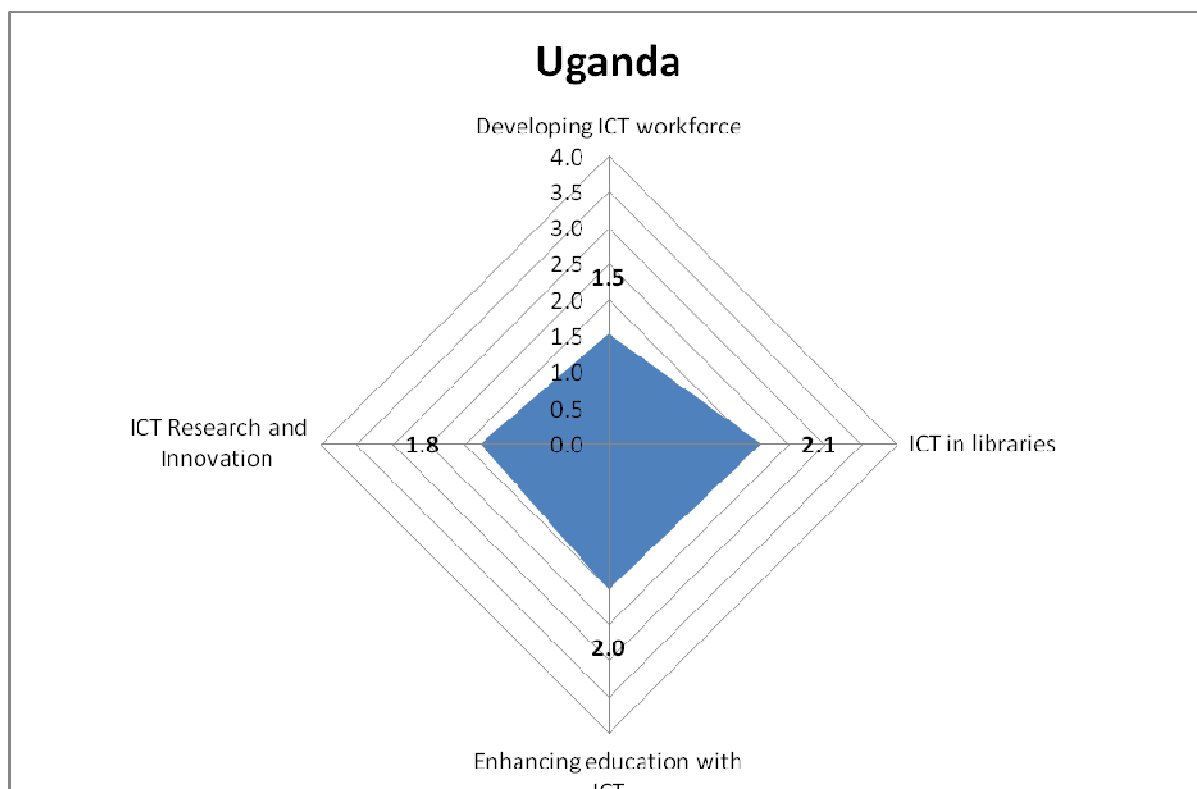 Uganda
Developing ICT workforce
4.0
3.5
3.0
2.5
1.5
2.0
1.5
1.0
0.5
ICT Research and
Innovation
1.8
0.0
2.1
ICT in libraries
2.0
Enhancing education with
ICT